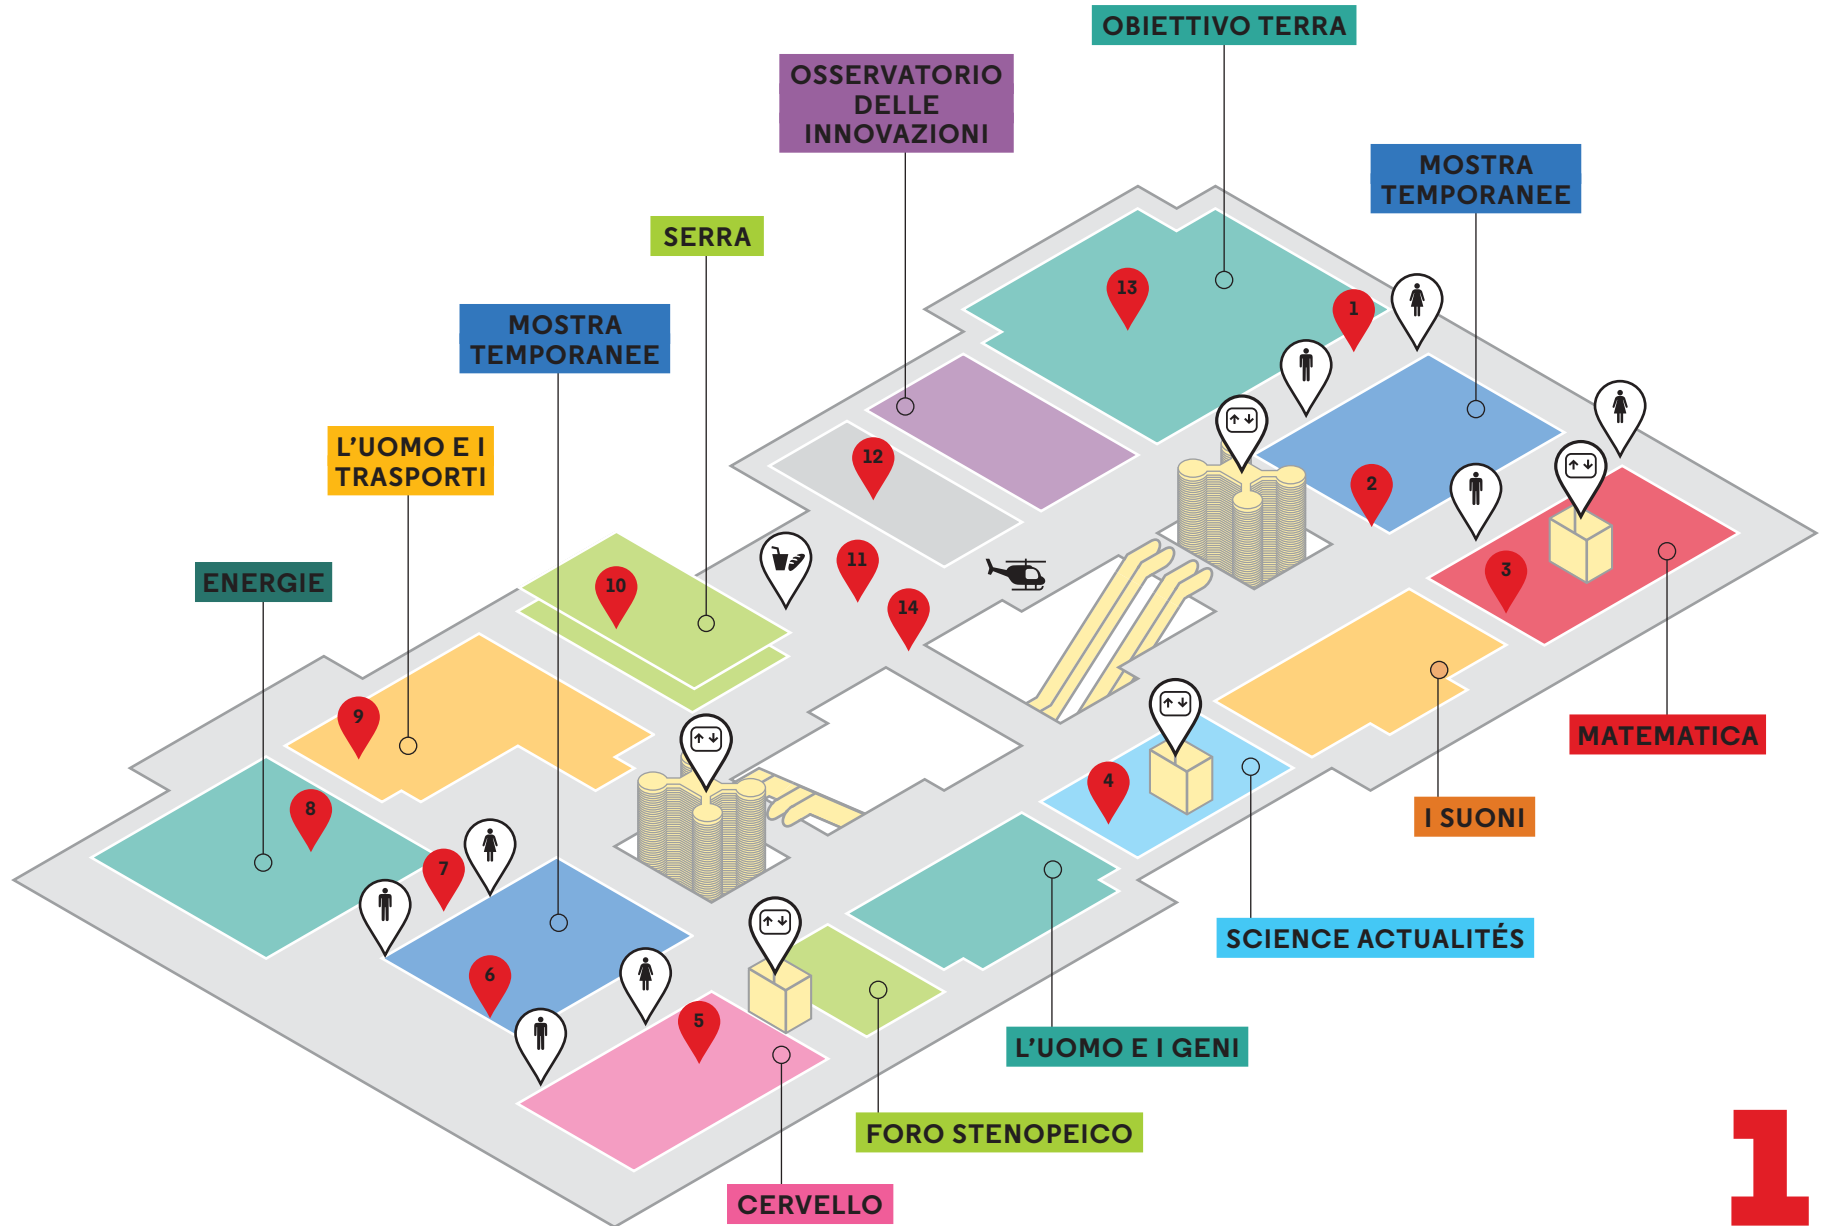 OBIETTIVO TERRA
OSSERVATORIO
DELLE
INNOVAZIONI
MOSTRA
TEMPORANEE
SERRA
MOSTRA
TEMPORANEE
L'UOMO E I
TRASPORTI
ENERGIE
13
1
12
2
11
3
10
14
9
4
8
7
6
5
MATEMATICA
I SUONI
SCIENCE ACTUALITÉS
L'UOMO E I GENI
FORO STENOPEICO
CERVELLO
1